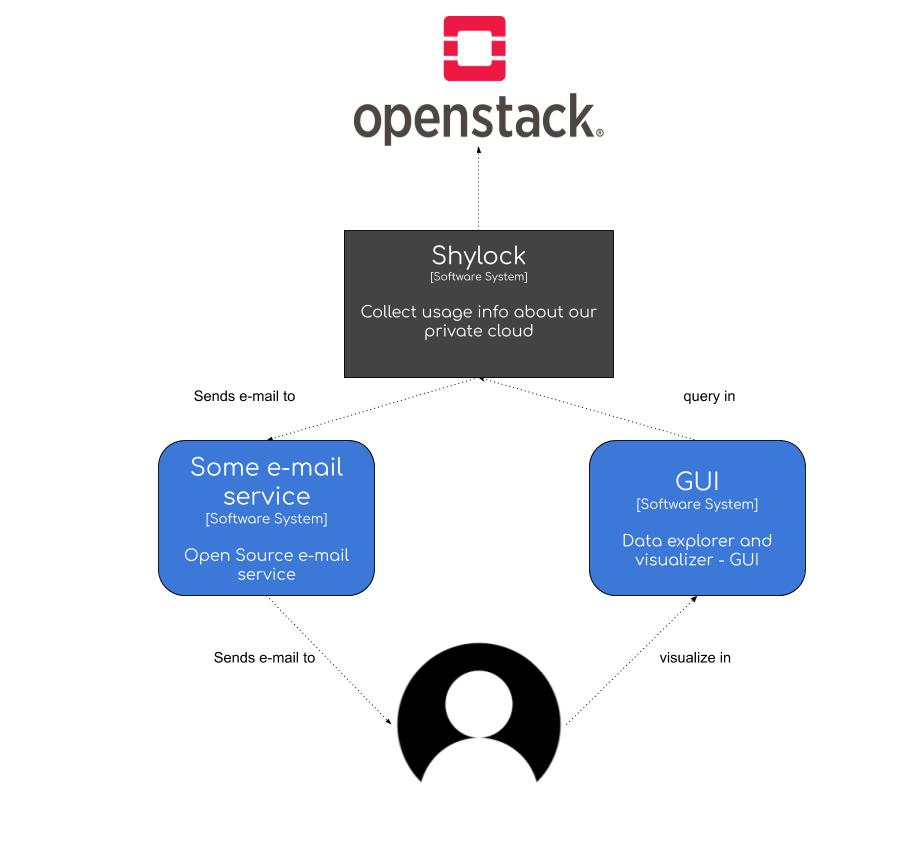 openstack®
Shylock
[Software System]
Collect usage info about our
private cloud
Sends e-mail to
query in
Some e-mail
service
[Software System]
Open Source e-mail
service
GUI
[Software System]
Data explorer and
visualizer - GUI
Sends e-mail to
visualize in